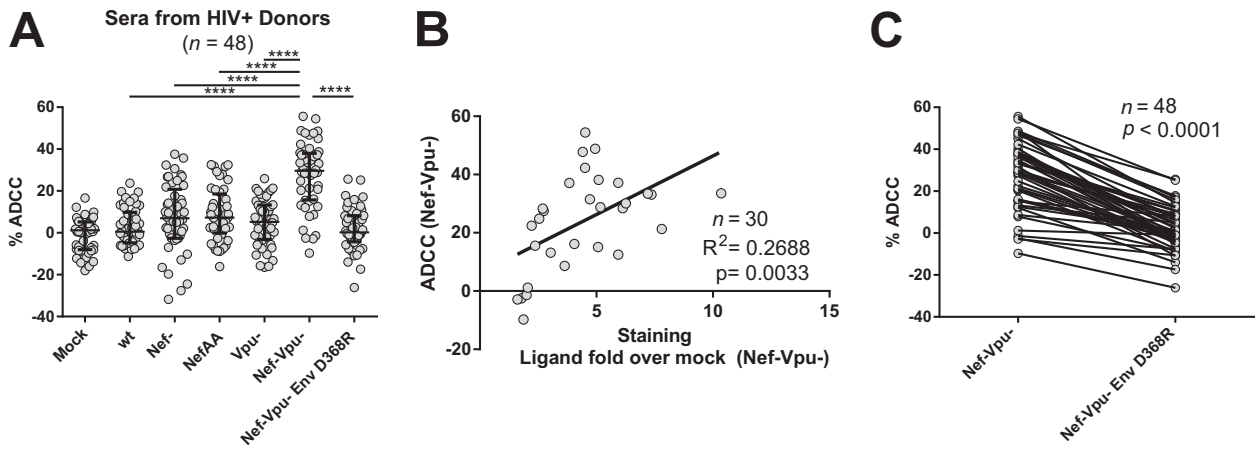 A
Sera from HIV+ Donors
(n = 48)
****
****
****
****
****
% ADCC
60
40
20
0
-20
-40
Mock
wt
Nef-
NefAA
Vpu-
Nef-Vpu-
Nef-Vpu- Env D368R
B
ADCC (Nef-Vpu-)
60
40
20
0
-20
5
10
15
n = 30
R2= 0.2688
p= 0.0033
Staining
Ligand fold over mock (Nef-Vpu-)
C
n = 48
p < 0.0001
% ADCC
60
40
20
0
-20
-40
Nef-Vpu-
Nef-Vpu- Env D368R